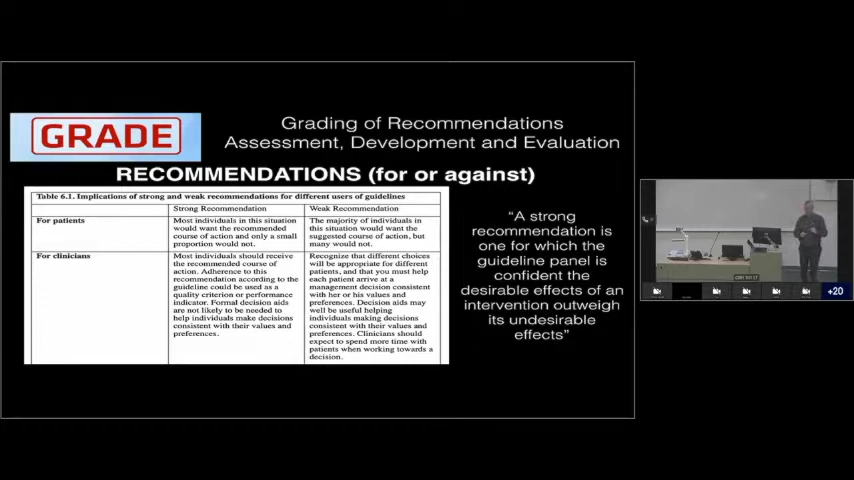 GRADE
Grading of Recommendations
Assessment, Development and Evaluation
RECOMMENDATIONS (for or against)
Table 6.1. Implications of strong and weak recommendations for different users of guidelines
Strong Recommendation
Weak Recommendation
For patients
Most individuals in this situation
would want the recommended
course of action and only a small
proportion would not.
The majority of individuals in
this situation would want the
suggested course of action, but
many would not.
For clinicians
Most individuals should receive
the recommended course of
action. Adherence to this
recommendation according to the
guideline could be used as a
quality criterion or performance
indicator. Formal decision aids
are not likely to be needed to
help individuals make decisions
consistent with their values and
preferences.
Recognize that different choices
will be appropriate for different
patients, and that you must help
each patient arrive at a
management decision consistent
with her or his values and
preferences. Decision aids may
well be useful helping
individuals making decisions
consistent with their values and
preferences. Clinicians should
expect to spend more time with
patients when working towards a
decision.
"A strong
recommendation is
one for which the
guideline panel is
confident the
desirable effects of an
intervention outweigh
its undesirable
effects"
+20